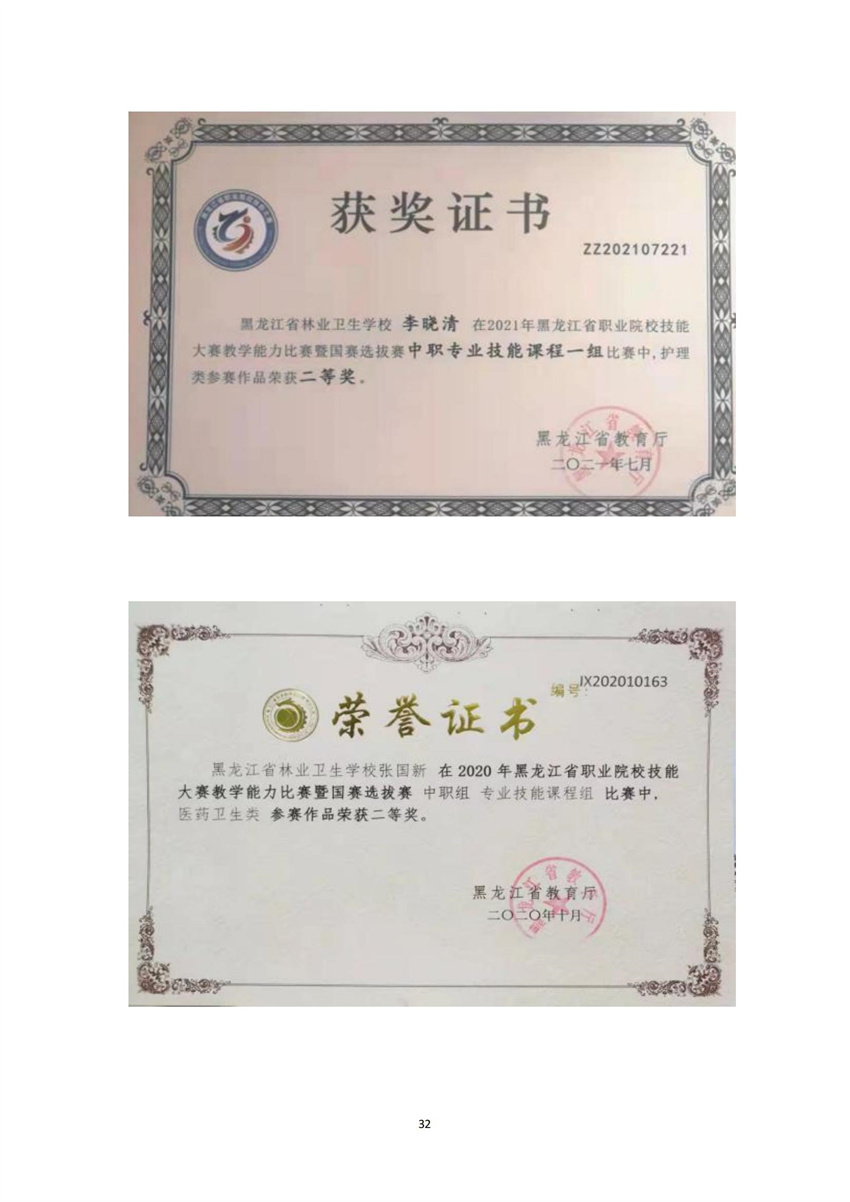 获奖证书
ZZ202107221
黑龙江省林业卫生学校 李晓清 在2021年黑龙江省职业院校技能
大赛教学能力比赛暨国赛选拔赛中职专业技能课程一组比赛中,护理
类参赛作品荣获二等奖。
黑龙江省教育厅
二〇二一年七月
编号:JX202010163
荣誉证书
黑龙江省林业卫生学校张国新 在 2020 年黑龙江省职业院校技能
大赛教学能力比赛暨国赛选拔赛 中职组 专业技能课程组 比赛中,
医药卫生类 参赛作品荣获二等奖。
黑龙江省教育厅
二〇二〇年十月
32